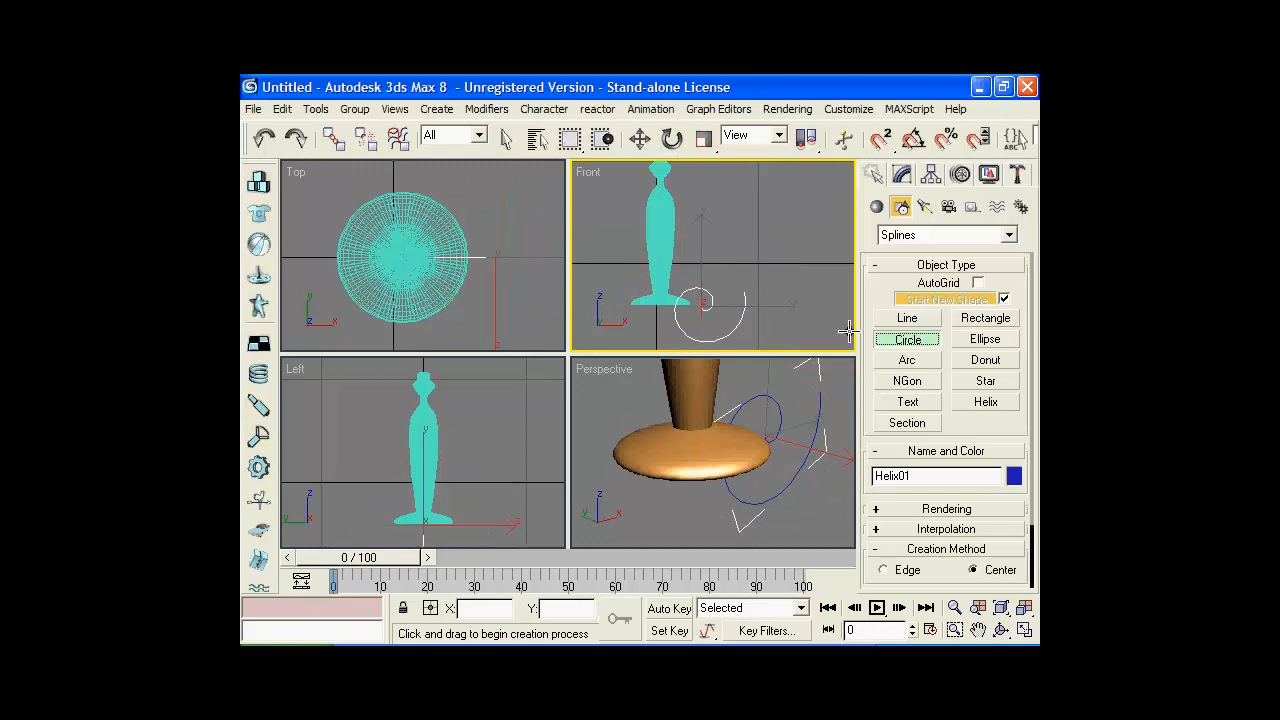 Untitled - Autodesk 3ds Max 8 - Unregistered Version - Stand-alone License
File Edit Tools Group Views Create Modifiers Character reactor Animation Graph Editors Rendering Customize MAXScript Help
All View 2 % {} ABC
Top Front
y z
z x z x
Splines
- Object Type
AutoGrid
Start New Shape
Line Rectangle
Circle Ellipse
Arc Donut
NGon Star
Text Helix
Section
Left Perspective
z y x z y x
- Name and Color
Helix01
+ Rendering
+ Interpolation
- Creation Method
Edge Center
< 0 / 100 >
10 20 30 40 50 60 70 80 90 100
X: Y: Auto Key Selected
Click and drag to begin creation process Set Key Key Filters... 0